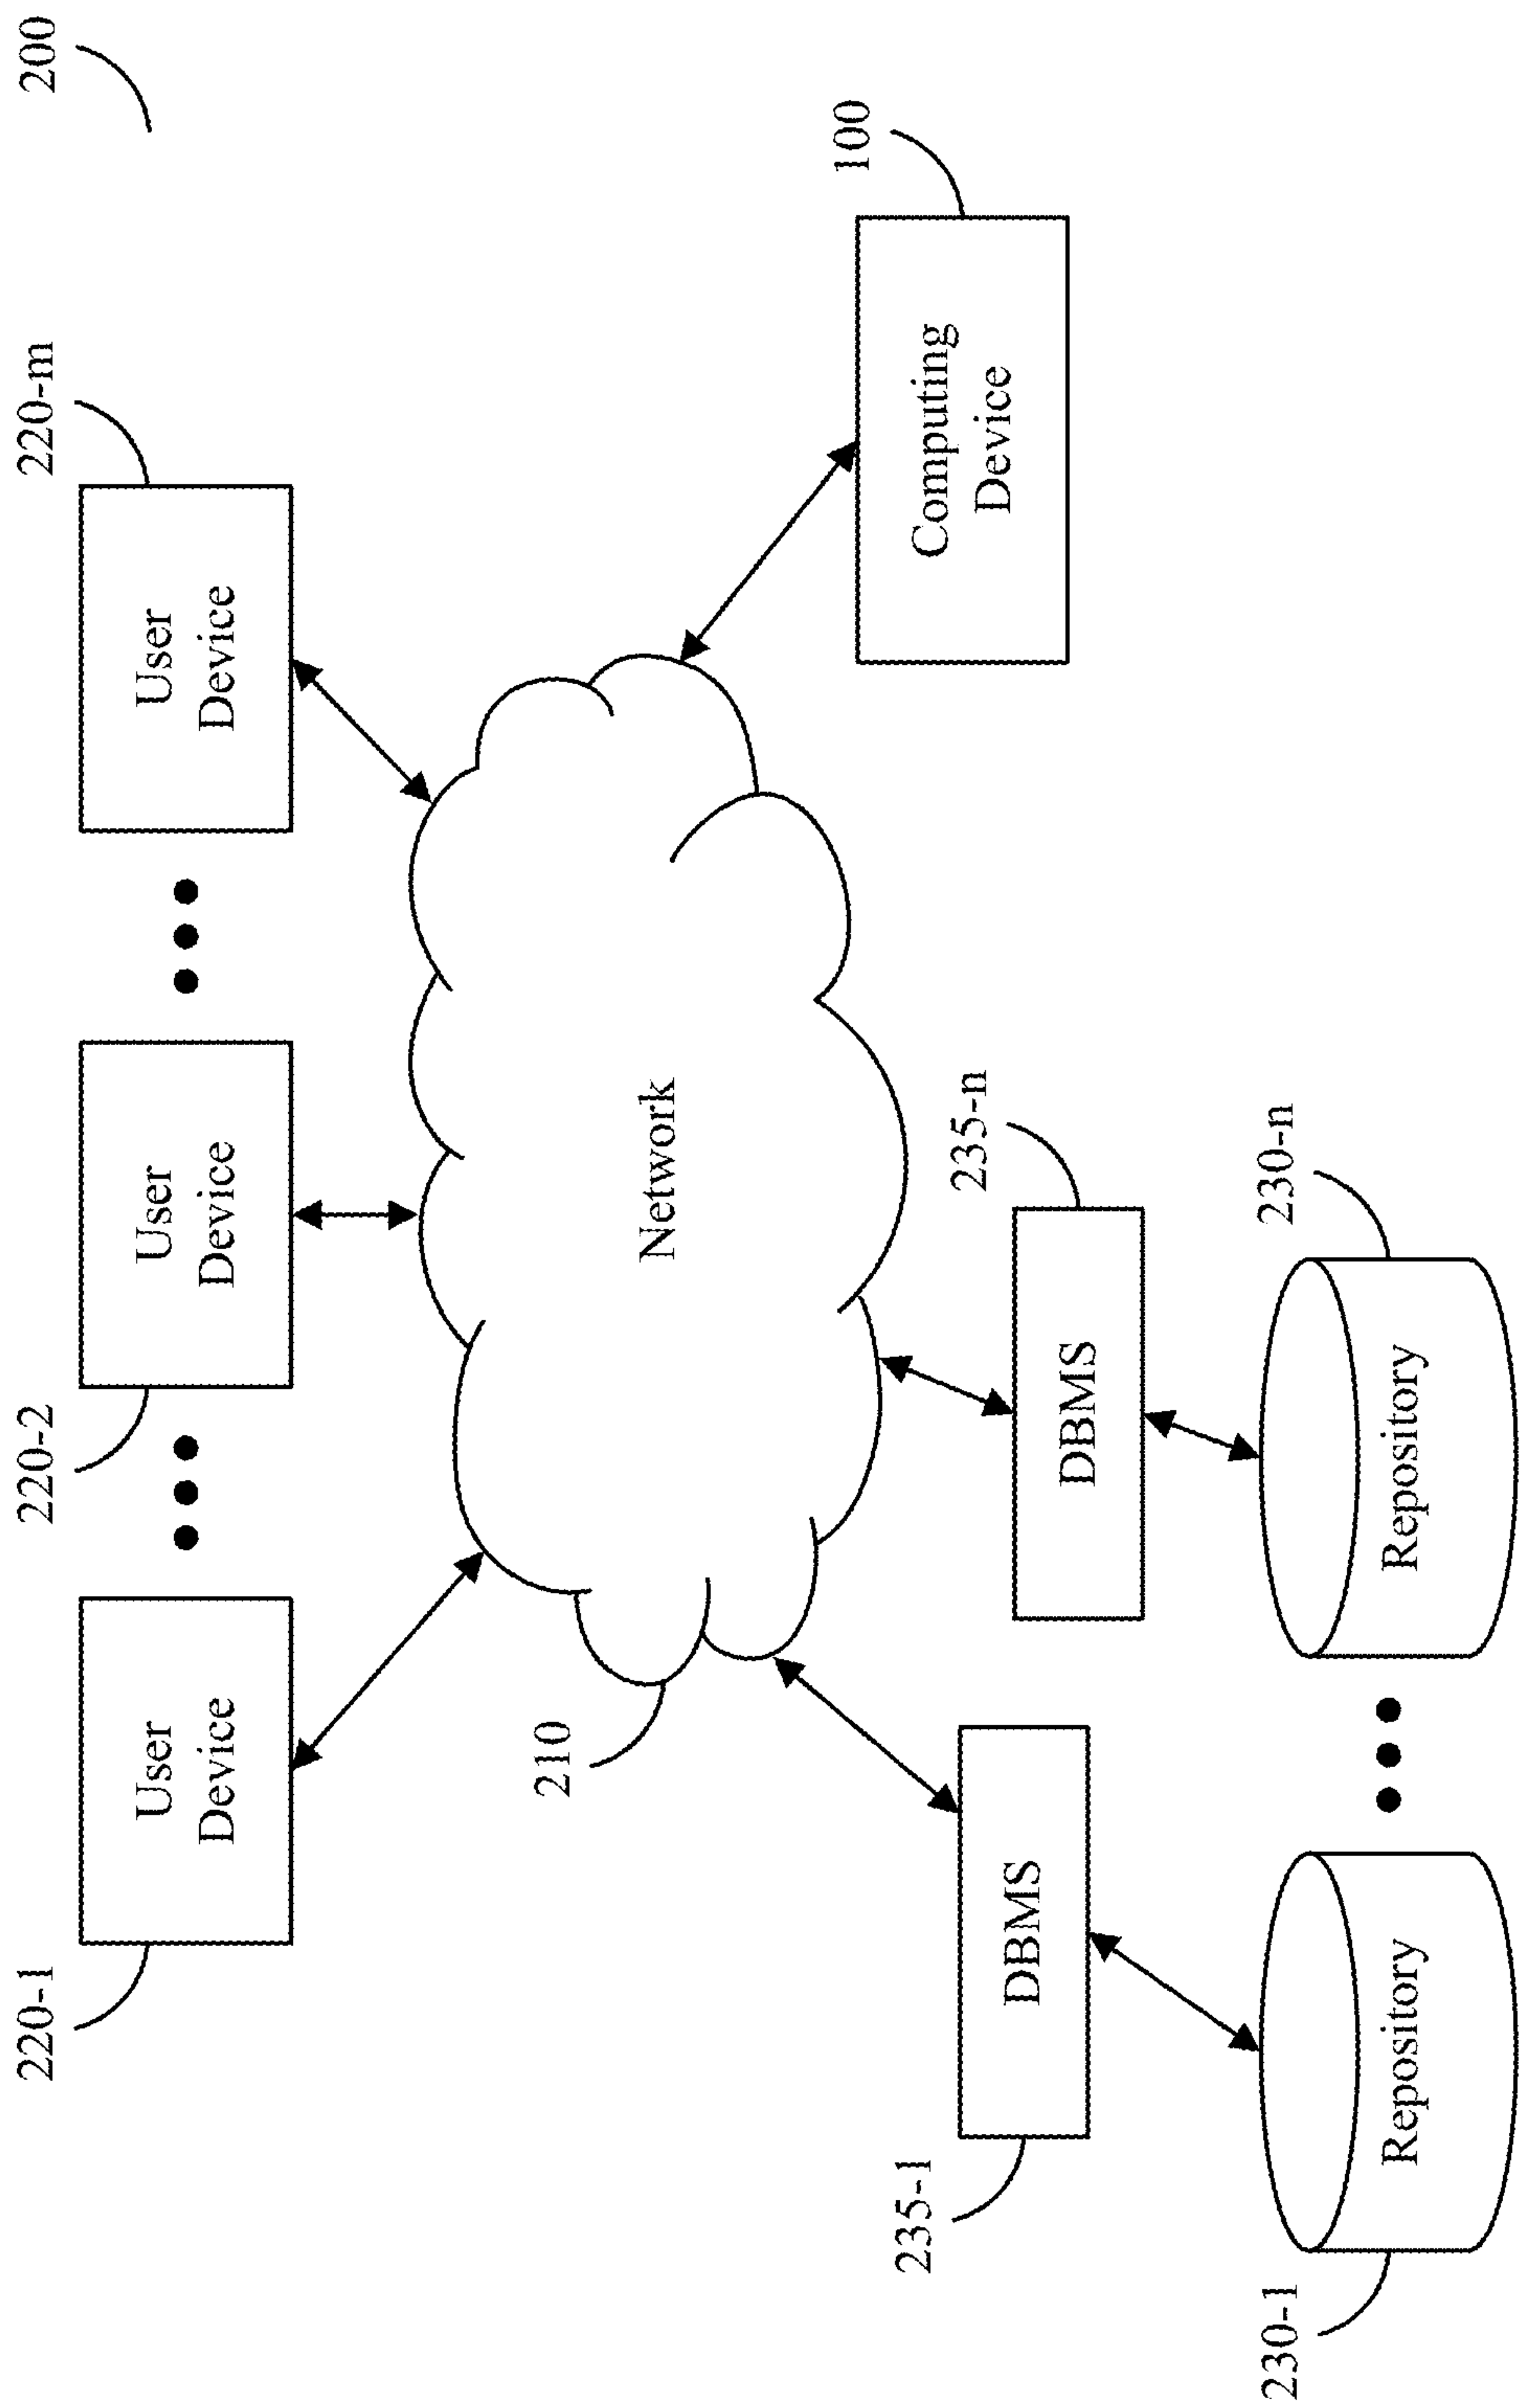 200
220-1
220-2
220-m
User
Device
User
Device
User
Device
210
Network
100
Computing
Device
235-1
DBMS
235-n
DBMS
230-1
Repository
230-n
Repository